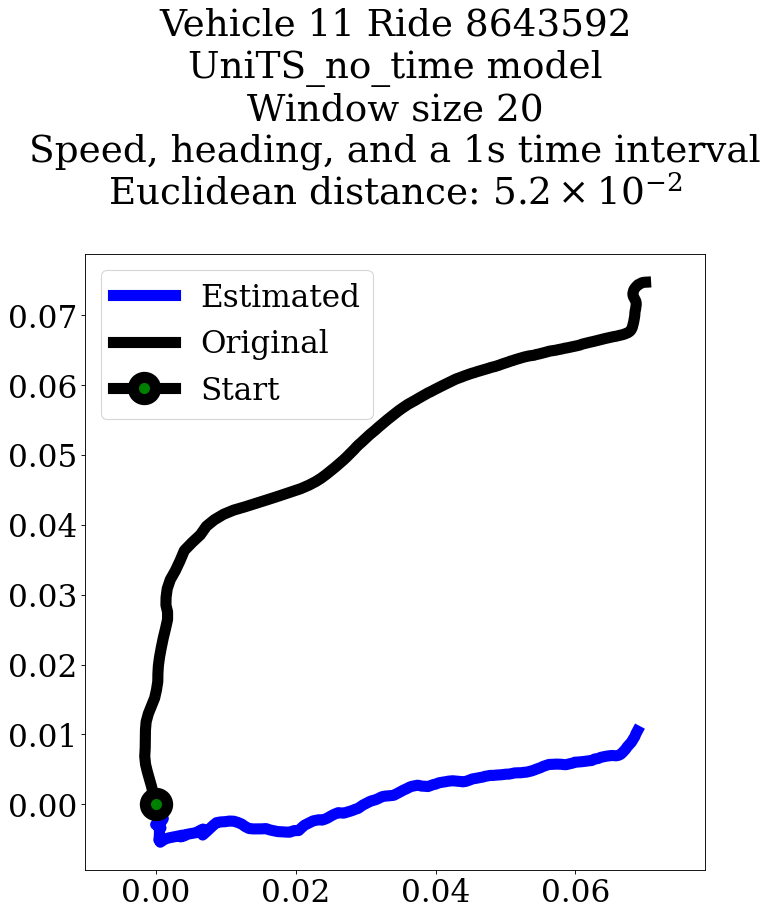 Vehicle 11 Ride 8643592
UniTS_no_time model
Window size 20
Speed, heading, and a 1s time interval
Euclidean distance: $5.2 \times 10^{-2}$
Estimated
Original
Start
0.07
0.06
0.05
0.04
0.03
0.02
0.01
0.00
0.00 0.02 0.04 0.06